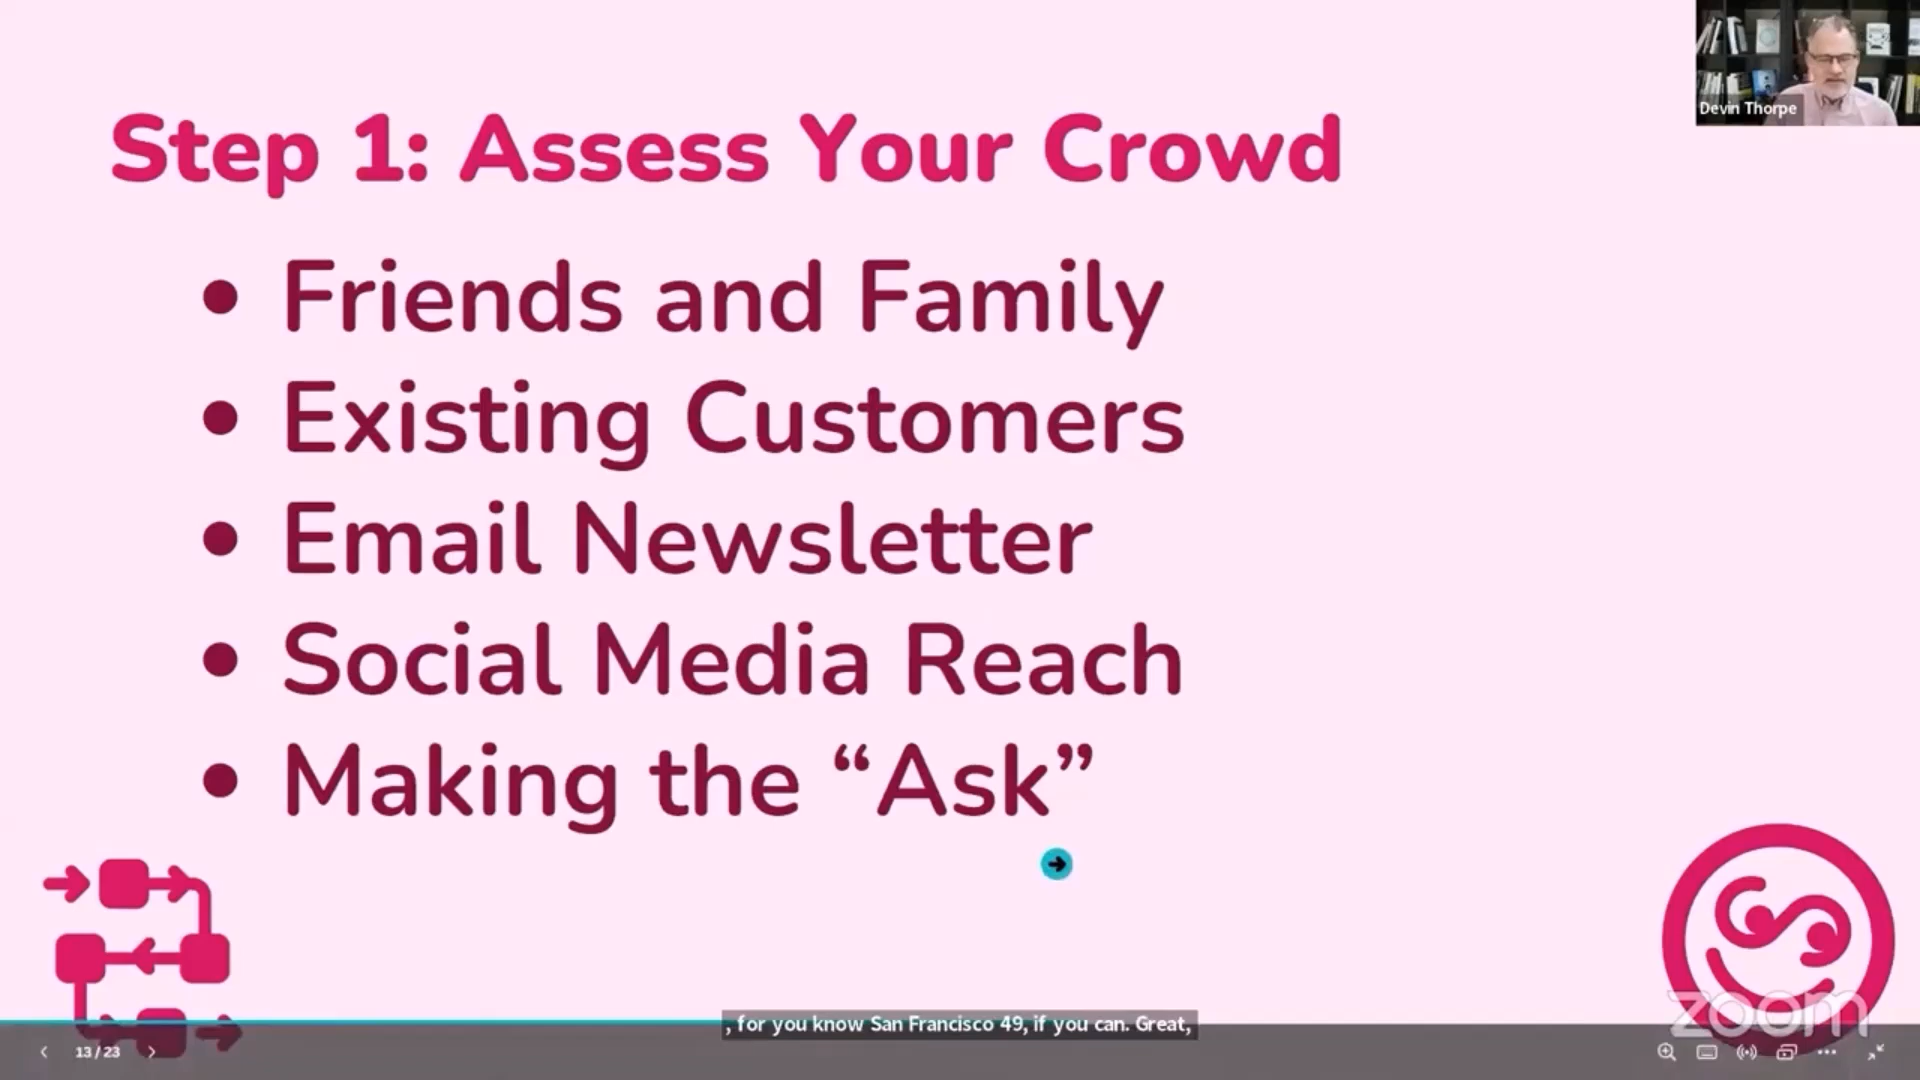 Devin Thorpe
Step 1: Assess Your Crowd
• Friends and Family
• Existing Customers
• Email Newsletter
• Social Media Reach
• Making the “Ask”
, for you know San Francisco 49, if you can. Great,
zoom
13 / 23